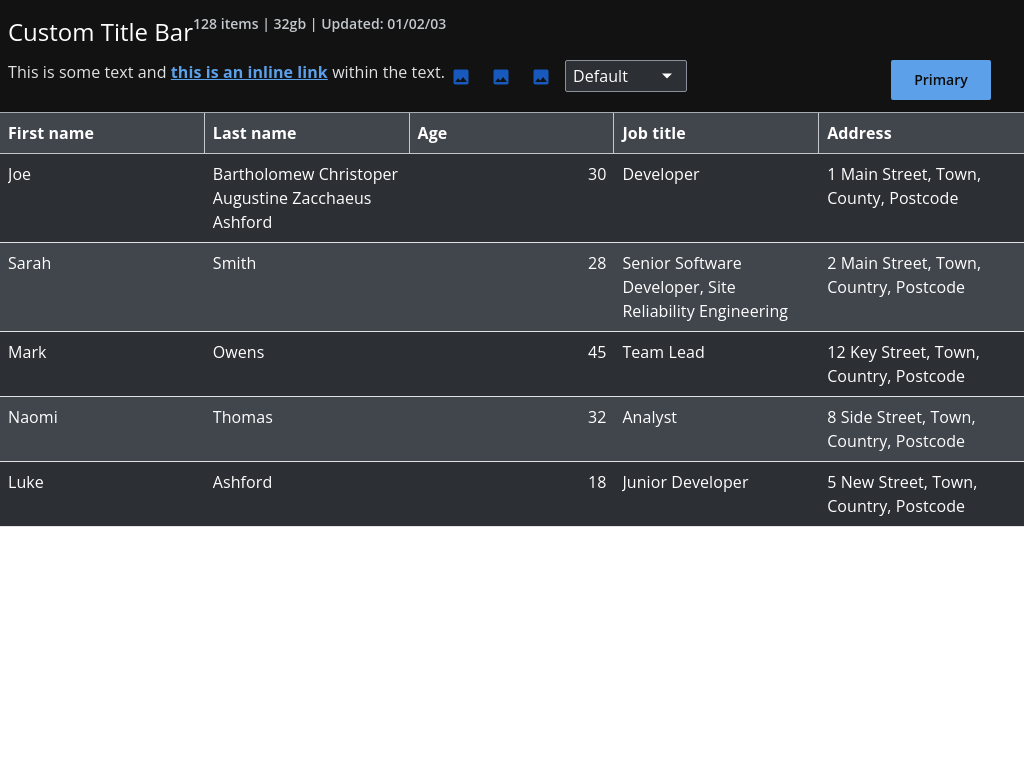 Custom Title Bar 128 items | 32gb | Updated: 01/02/03
This is some text and this is an inline link within the text. Default Primary
First name Last name Age Job title Address
Joe Bartholomew Christoper 30 Developer 1 Main Street, Town,
Augustine Zacchaeus County, Postcode
Ashford
Sarah Smith 28 Senior Software 2 Main Street, Town,
Developer, Site Country, Postcode
Reliability Engineering
Mark Owens 45 Team Lead 12 Key Street, Town,
Country, Postcode
Naomi Thomas 32 Analyst 8 Side Street, Town,
Country, Postcode
Luke Ashford 18 Junior Developer 5 New Street, Town,
Country, Postcode